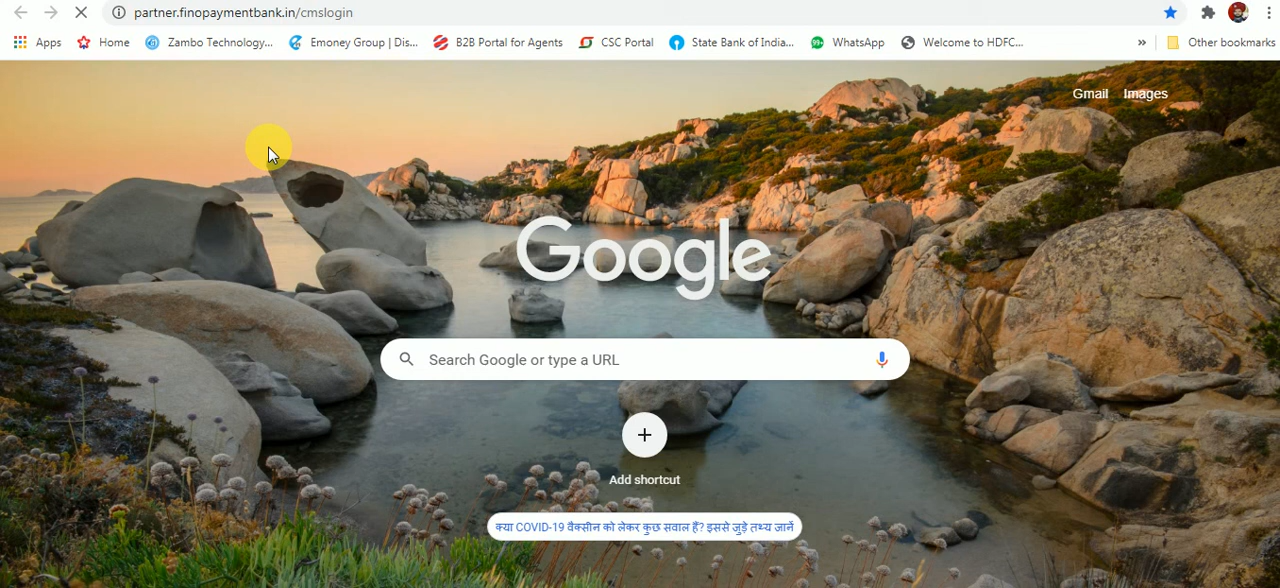 partner.finopaymentbank.in/cmslogin
Apps Home Zambo Technology... Emoney Group | Dis... B2B Portal for Agents CSC Portal State Bank of India... 99+ WhatsApp Welcome to HDFC... » Other bookmarks
Gmail Images
Google
Search Google or type a URL
Add shortcut
क्या COVID-19 वैक्सीन को लेकर कुछ सवाल हैं? इससे जुड़े तथ्य जानें